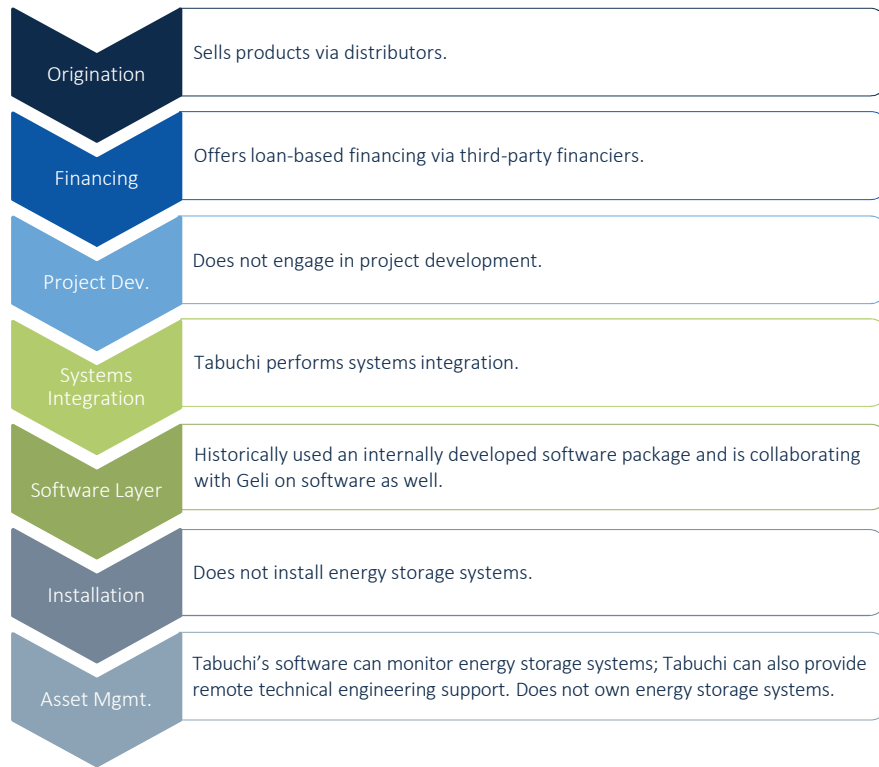 Origination
Sells products via distributors.
Financing
Offers loan-based financing via third-party financiers.
Project Dev.
Does not engage in project development.
Systems
Integration
Tabuchi performs systems integration.
Software Layer
Historically used an internally developed software package and is collaborating
with Geli on software as well.
Installation
Does not install energy storage systems.
Asset Mgmt.
Tabuchi’s software can monitor energy storage systems; Tabuchi can also provide
remote technical engineering support. Does not own energy storage systems.